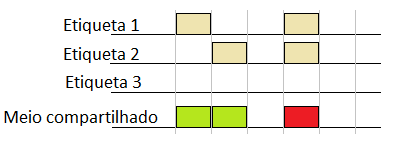 Etiqueta 1
Etiqueta 2
Etiqueta 3
Meio compartilhado